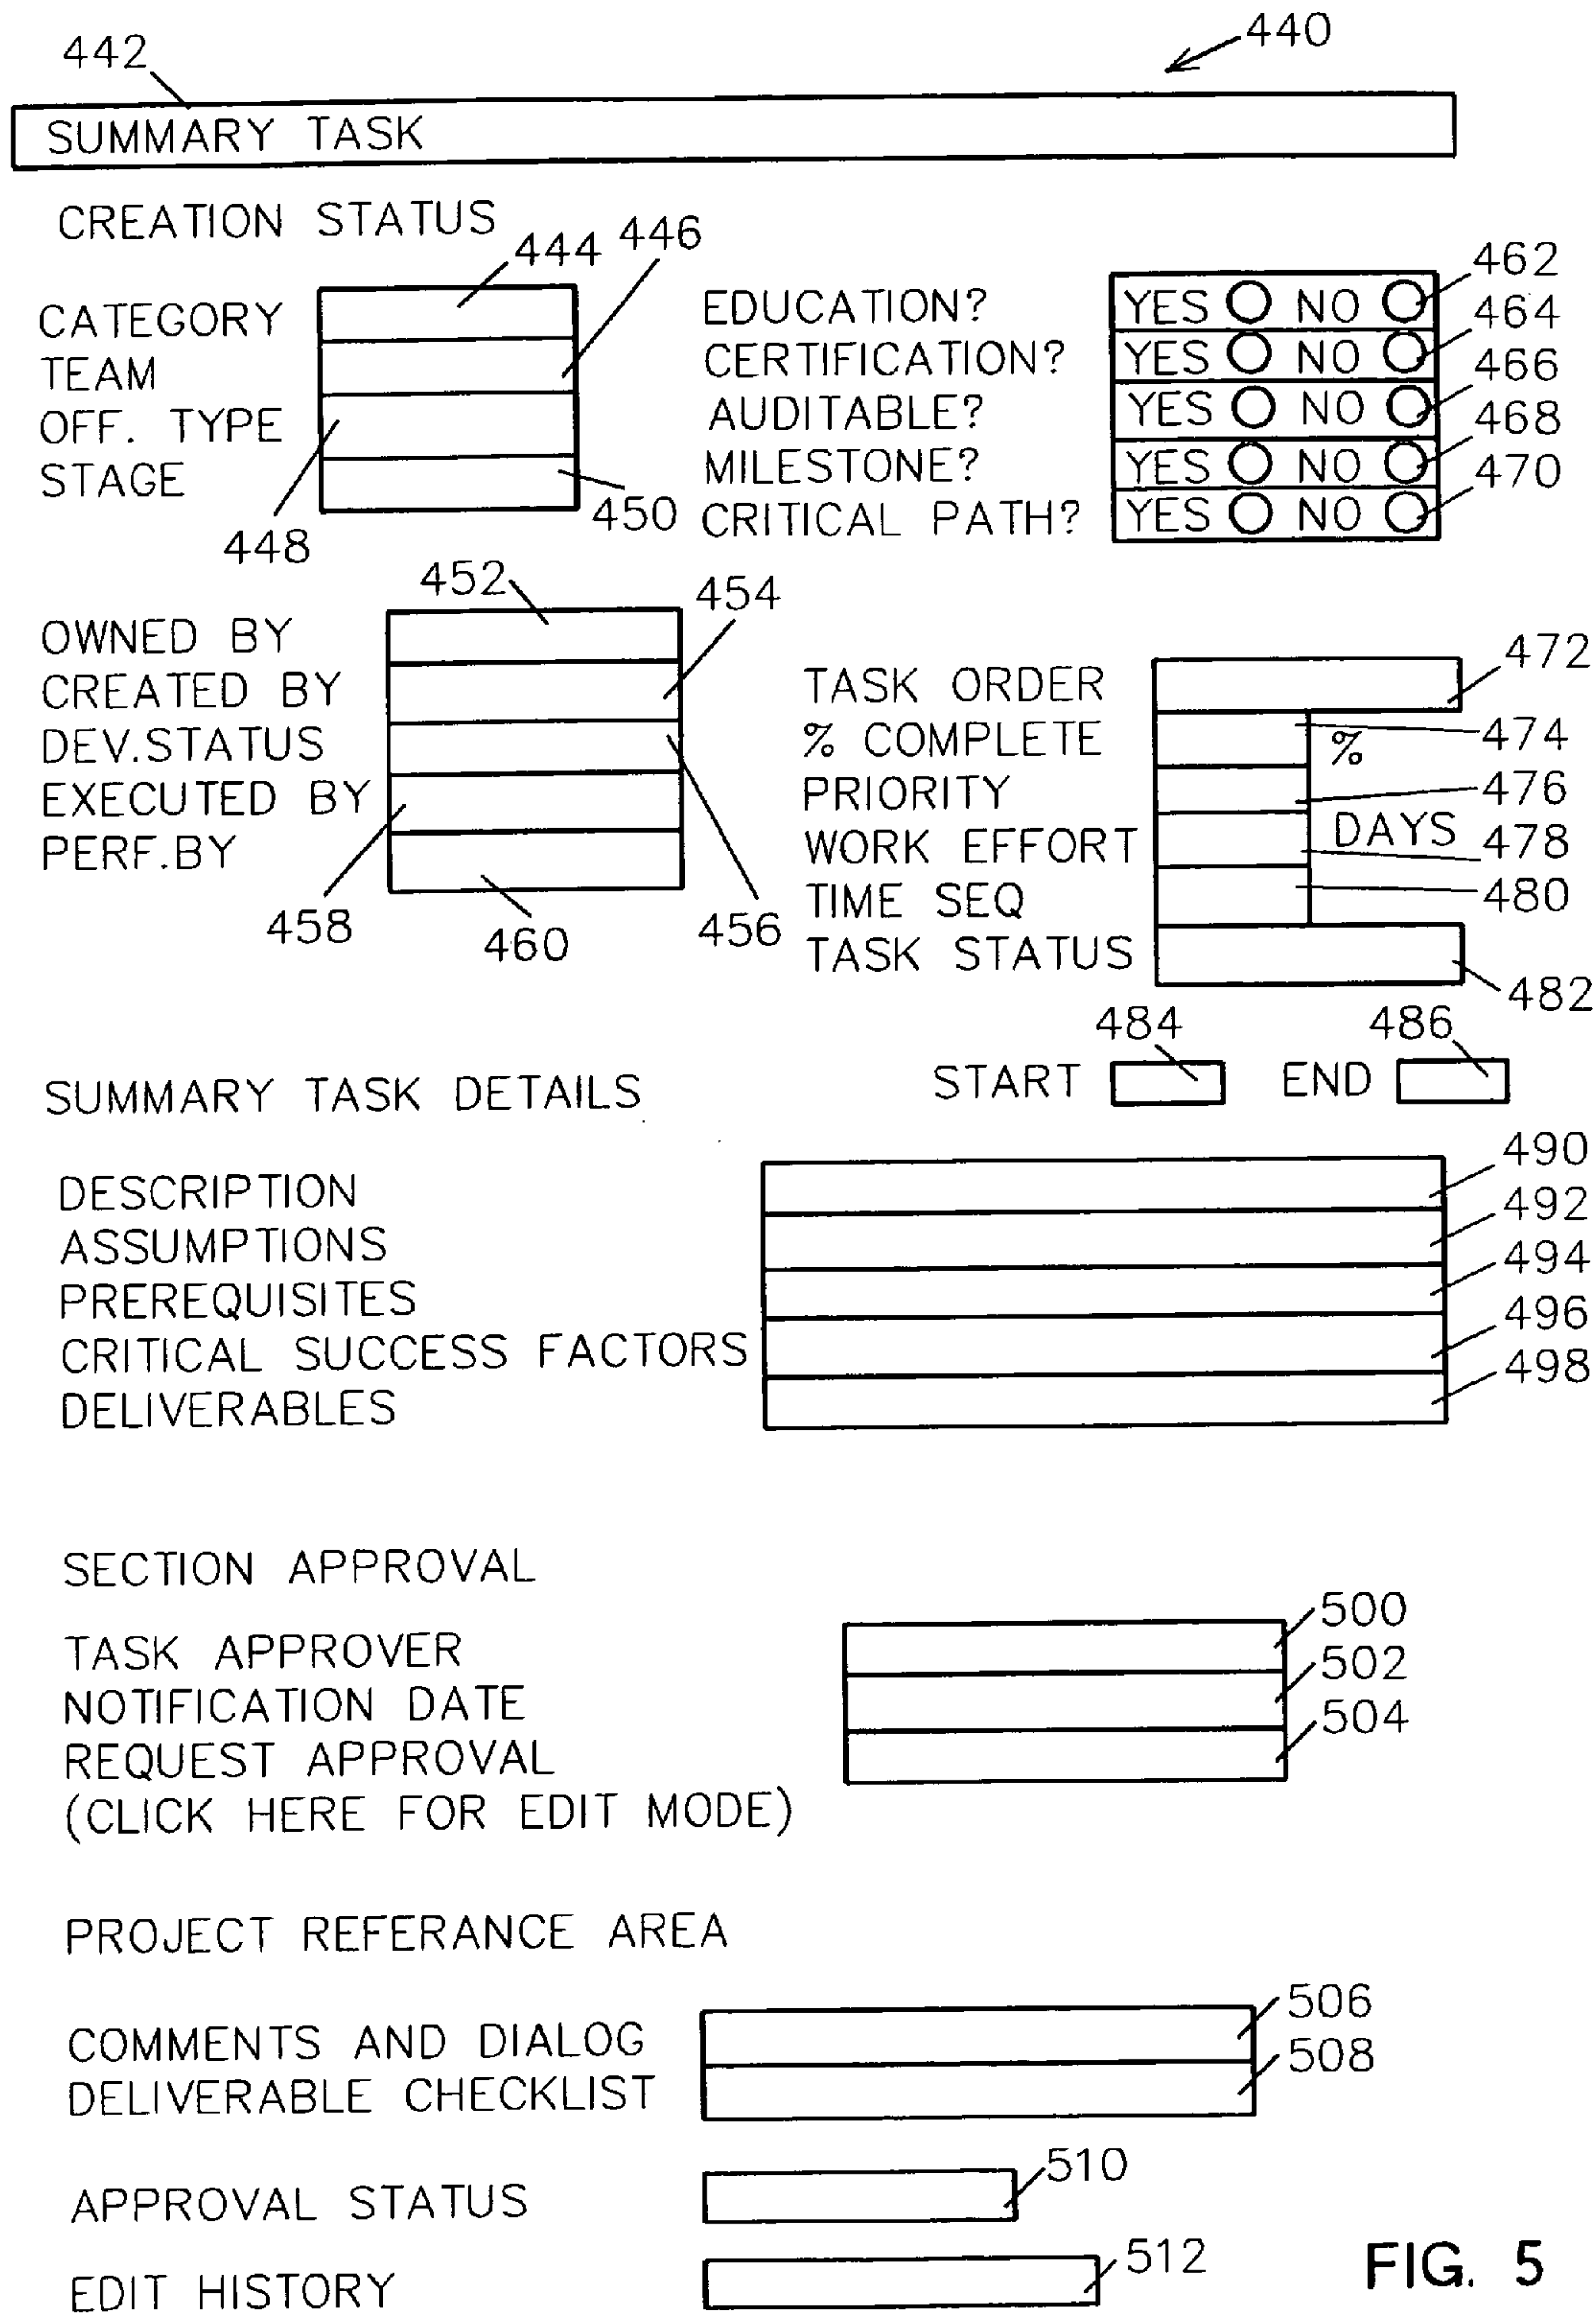 440
442
SUMMARY TASK
CREATION STATUS
444 446
CATEGORY
TEAM
OFF. TYPE
STAGE
448
450
EDUCATION? YES NO 462
CERTIFICATION? YES NO 464
AUDITABLE? YES NO 466
MILESTONE? YES NO 468
CRITICAL PATH? YES NO 470
452 454
OWNED BY
CREATED BY
DEV.STATUS
EXECUTED BY
PERF.BY
458 460 456
TASK ORDER 472
% COMPLETE % 474
PRIORITY 476
WORK EFFORT DAYS 478
TIME SEQ 480
TASK STATUS 482
484 486
START END
SUMMARY TASK DETAILS
DESCRIPTION 490
ASSUMPTIONS 492
PREREQUISITES 494
CRITICAL SUCCESS FACTORS 496
DELIVERABLES 498
SECTION APPROVAL
TASK APPROVER 500
NOTIFICATION DATE 502
REQUEST APPROVAL 504
(CLICK HERE FOR EDIT MODE)
PROJECT REFERANCE AREA
COMMENTS AND DIALOG 506
DELIVERABLE CHECKLIST 508
APPROVAL STATUS 510
EDIT HISTORY 512
FIG. 5